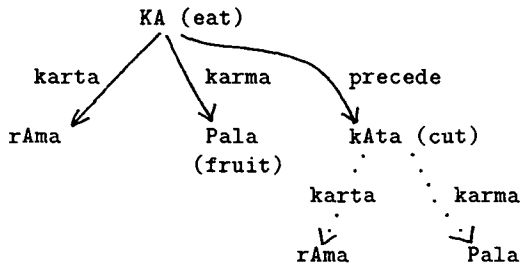 KA (eat)
karta karma precede
rAma Pala kAta (cut)
(fruit)
karta karma
rAma Pala